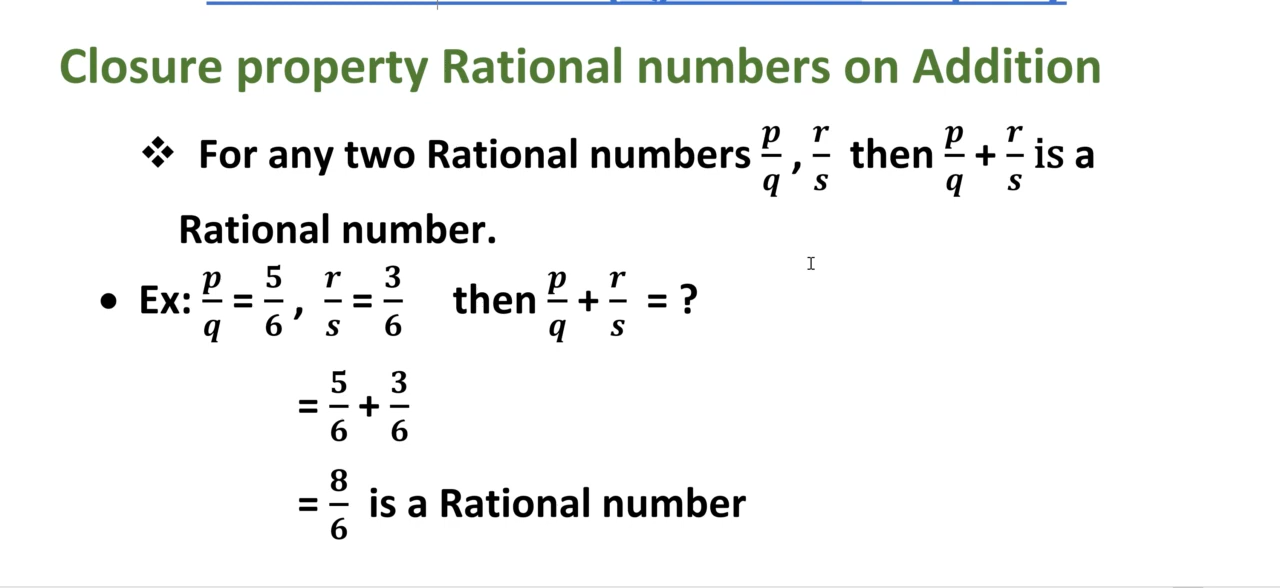 Closure property Rational numbers on Addition
❖ For any two Rational numbers p/q , r/s then p/q + r/s is a
Rational number.
• Ex: p/q = 5/6 , r/s = 3/6 then p/q + r/s = ?
= 5/6 + 3/6
= 8/6 is a Rational number